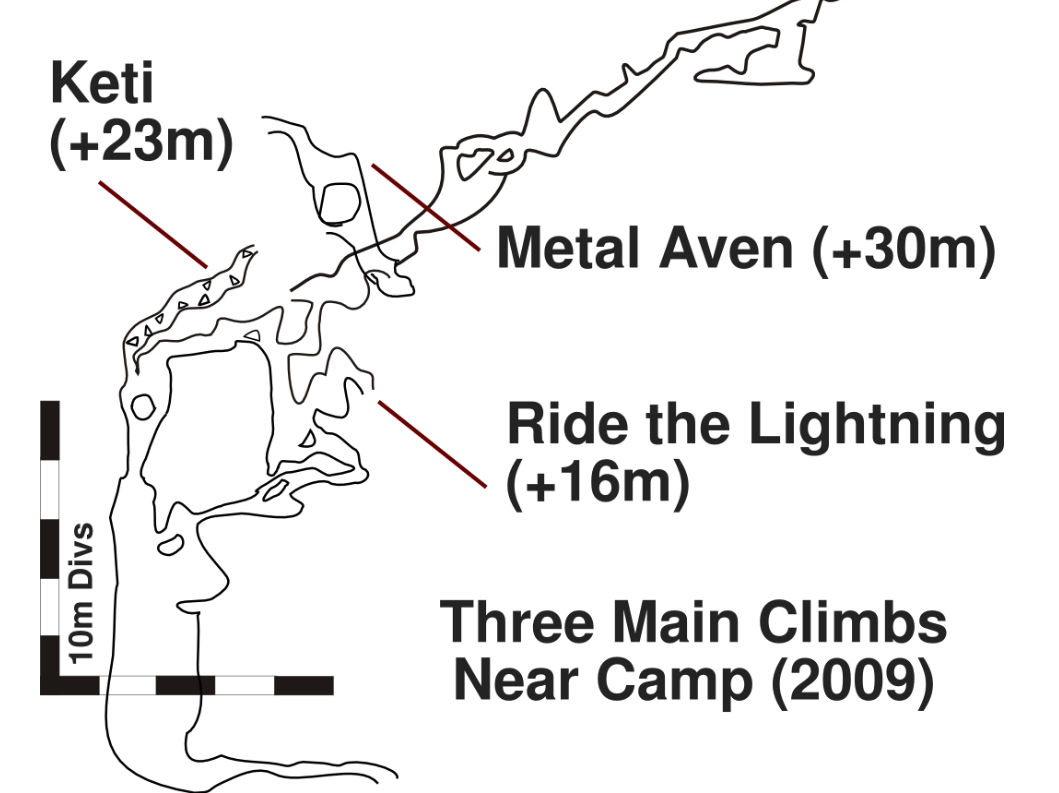 Keti
(+23m)
Metal Aven (+30m)
Ride the Lightning
(+16m)
10m Divs
Three Main Climbs
Near Camp (2009)